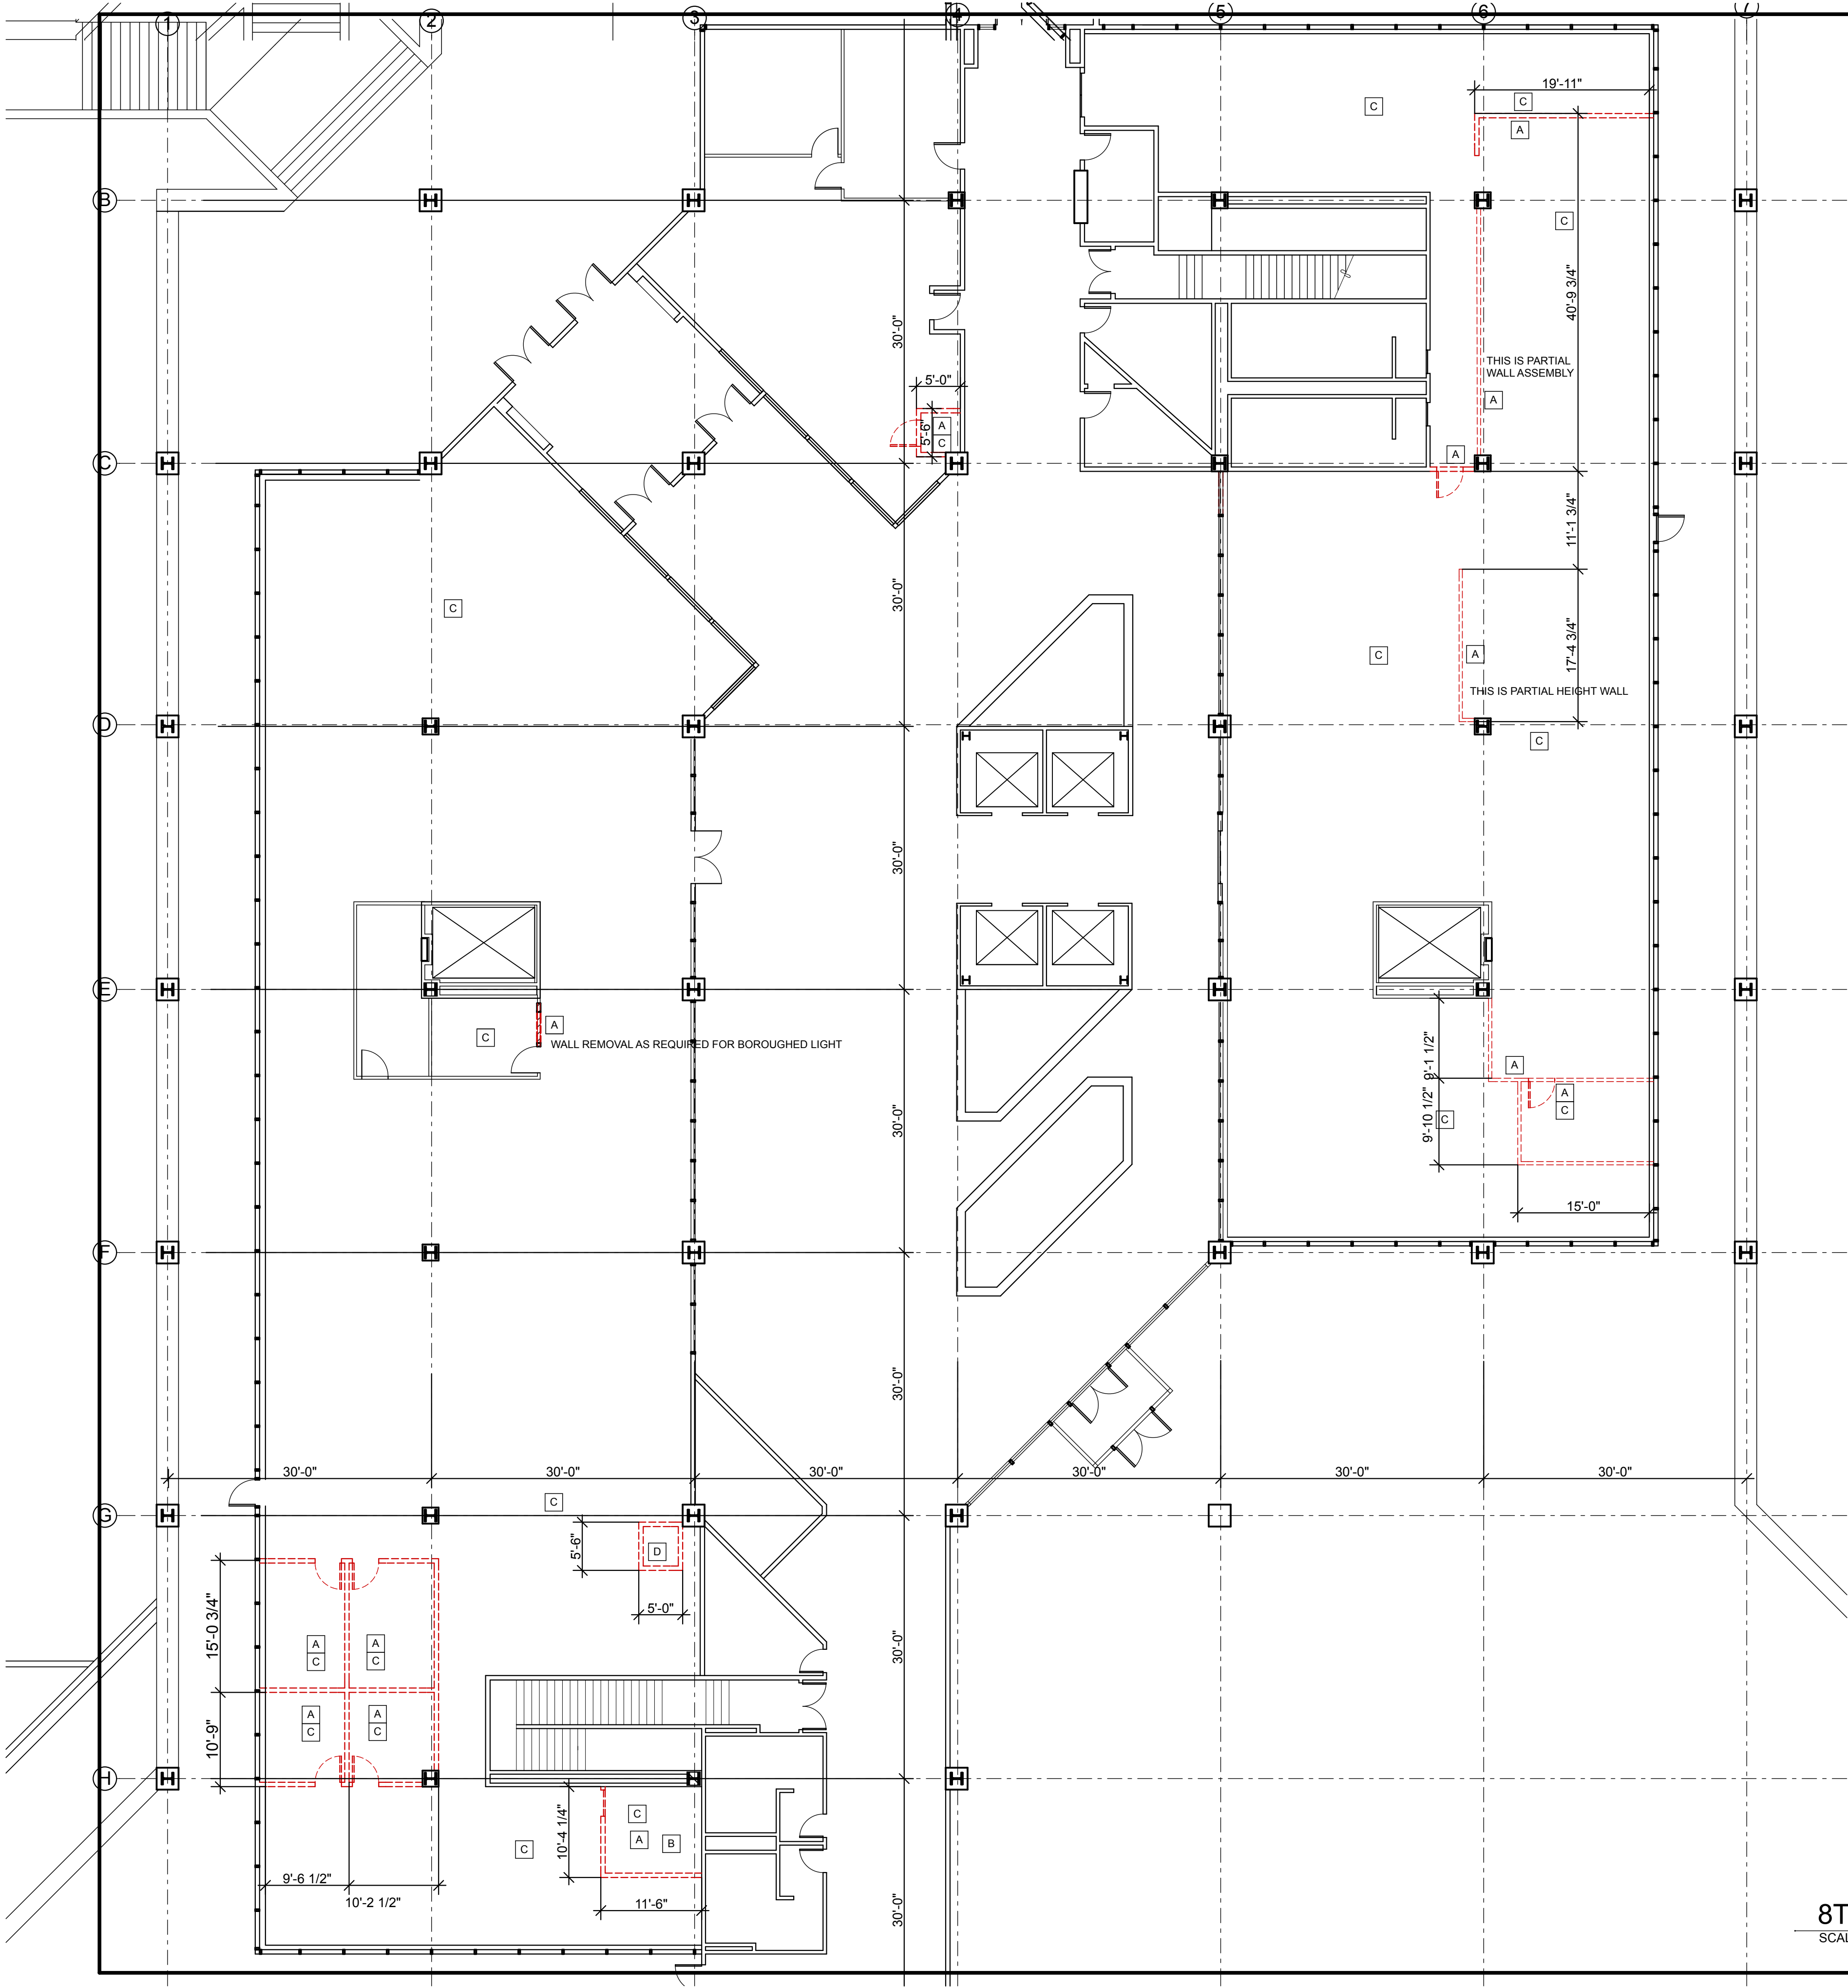 1
2
3
4
5
6
7
19'-11"
C
C
A
B
C
40'-9 3/4"
30'-0"
THIS IS PARTIAL
WALL ASSEMBLY
5'-0"
A
A
C
5'-6"
A
C
11'-1 3/4"
30'-0"
C
C
A
17'-4 3/4"
THIS IS PARTIAL HEIGHT WALL
D
C
30'-0"
E
A
C
WALL REMOVAL AS REQUIRED FOR BOROUGHED LIGHT
9'-1 1/2"
A
A
C
C
9'-10 1/2"
30'-0"
15'-0"
F
30'-0"
30'-0"
30'-0"
30'-0"
30'-0"
30'-0"
30'-0"
C
G
5'-6"
D
5'-0"
15'-0 3/4"
A
C
A
C
30'-0"
A
C
A
C
10'-9"
H
C
A
B
C
10'-4 1/4"
9'-6 1/2"
10'-2 1/2"
11'-6"
30'-0"
8T
SCAL